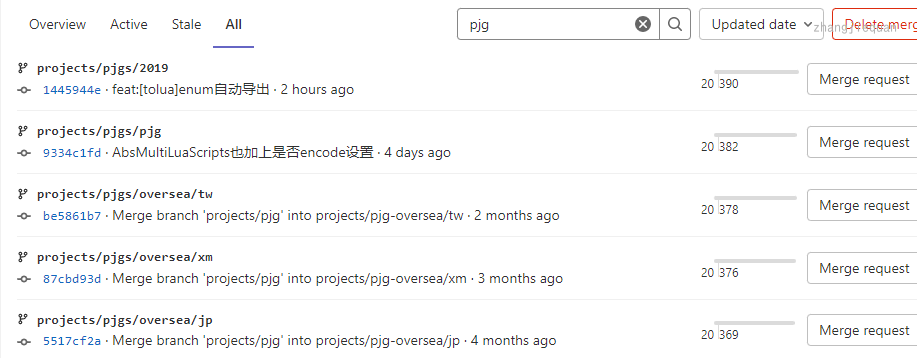 Overview Active Stale All pjg Updated date Delete merg
projects/pjgs/2019
1445944e · feat:[tolua]enum自动导出 · 2 hours ago 20 390 Merge request
projects/pjgs/pjg
9334c1fd · AbsMultiLuaScripts也加上是否encode设置 · 4 days ago 20 382 Merge request
projects/pjgs/oversea/tw
be5861b7 · Merge branch 'projects/pjg' into projects/pjg-oversea/tw · 2 months ago 20 378 Merge request
projects/pjgs/oversea/xm
87cbd93d · Merge branch 'projects/pjg' into projects/pjg-oversea/xm · 3 months ago 20 376 Merge request
projects/pjgs/oversea/jp
5517cf2a · Merge branch 'projects/pjg' into projects/pjg-oversea/jp · 4 months ago 20 369 Merge request